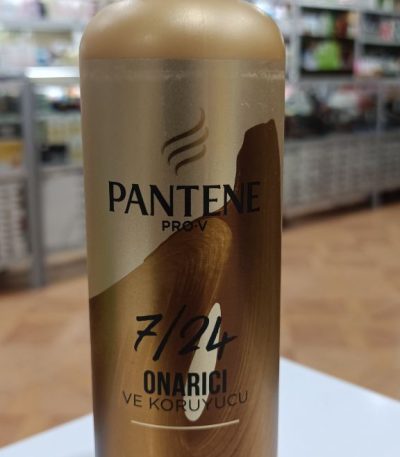 PANTENE
PRO-V
7/24
ONARICI
VE KORUYUCU